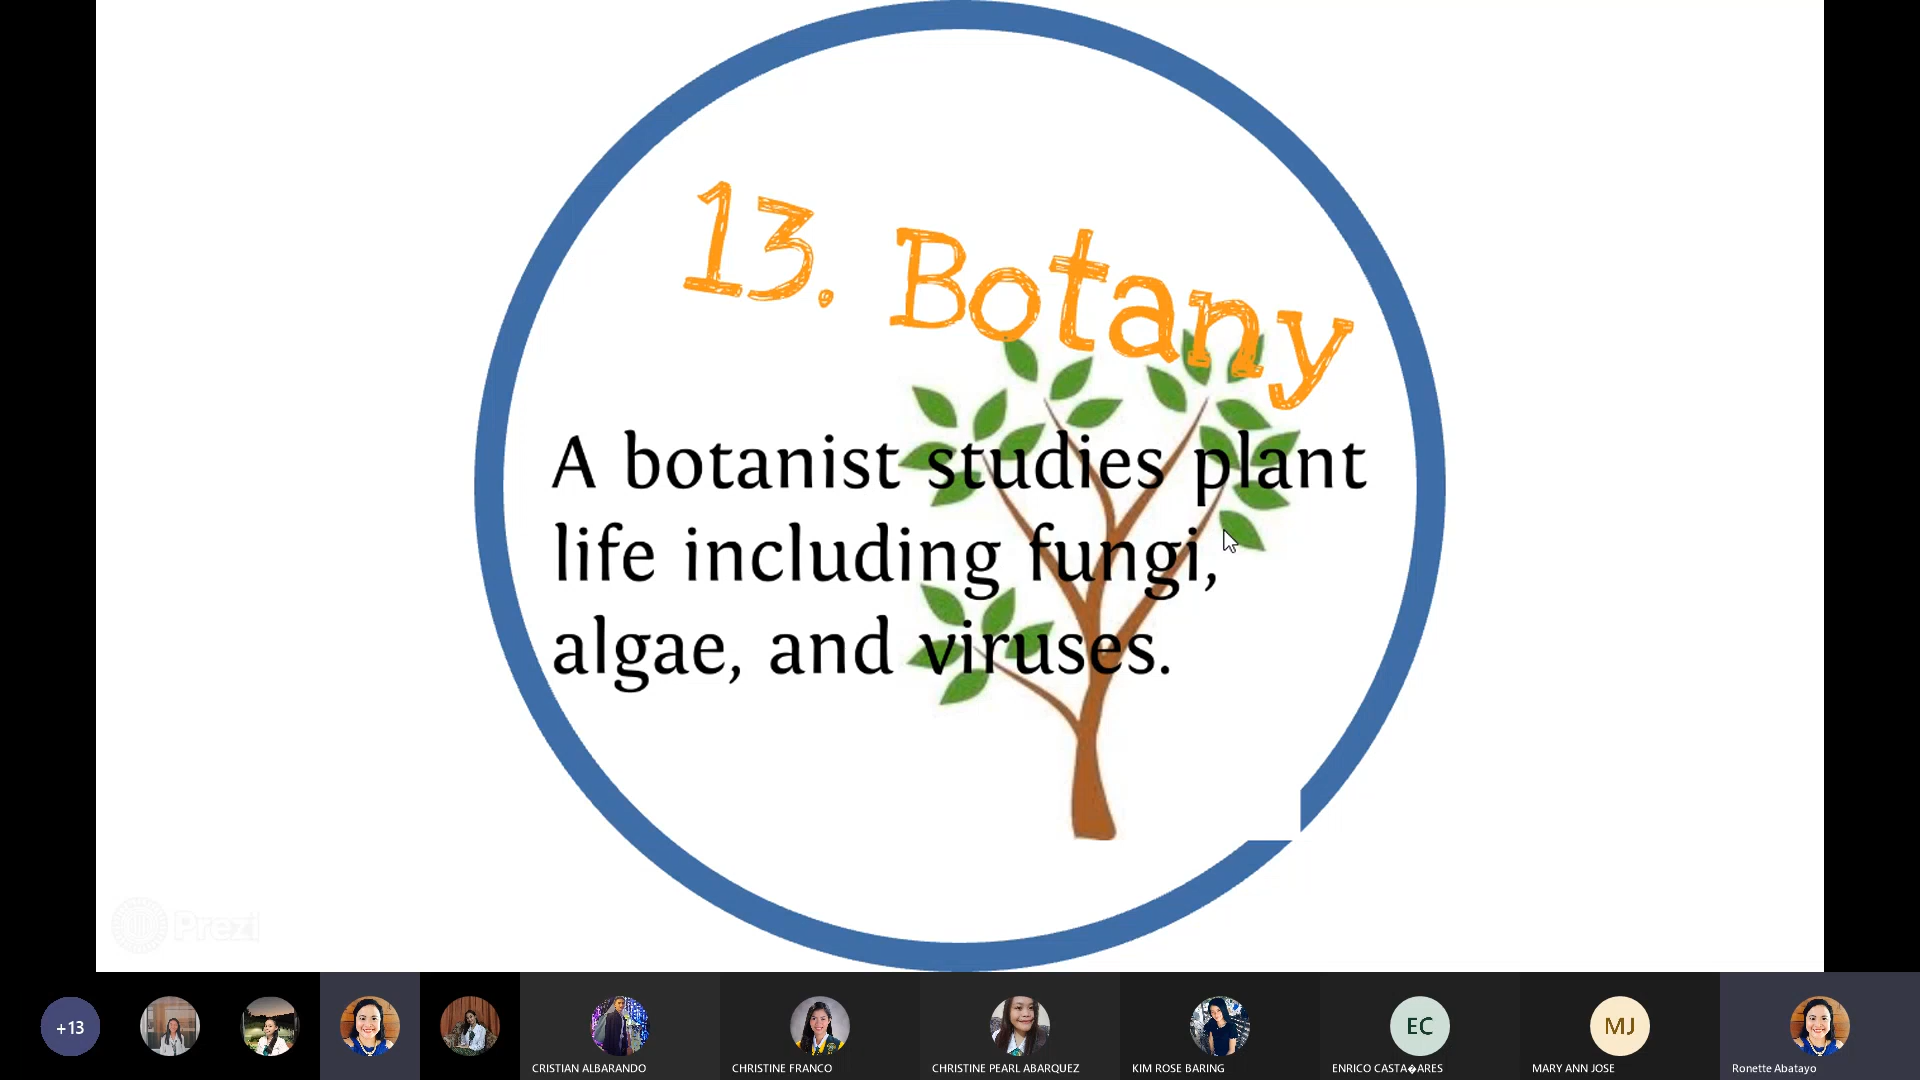 13. Botany
A botanist studies plant
life including fungi,
algae, and viruses.
Prezi
+13
CRISTIAN ALBARANDO
CHRISTINE FRANCO
CHRISTINE PEARL ABARQUEZ
KIM ROSE BARING
EC
ENRICO CASTA�ARES
MJ
MARY ANN JOSE
Ronette Abatayo